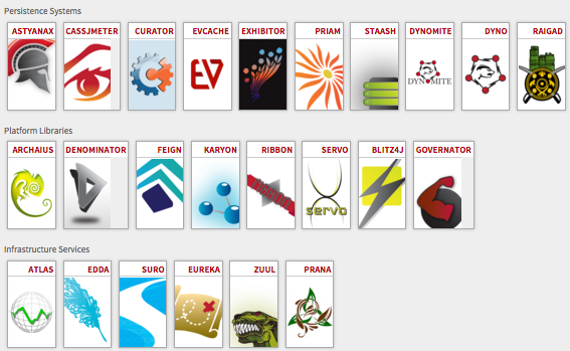 Persistence Systems
ASTYANAX CASSJMETER CURATOR EVCACHE EXHIBITOR PRIAM STAASH DYNOMITE DYNO RAIGAD
EV DYNOMITE
Platform Libraries
ARCHAIUS DENOMINATOR FEIGN KARYON RIBBON SERVO BLITZ4J GOVERNATOR
servo
Infrastructure Services
ATLAS EDDA SURO EUREKA ZUUL PRANA